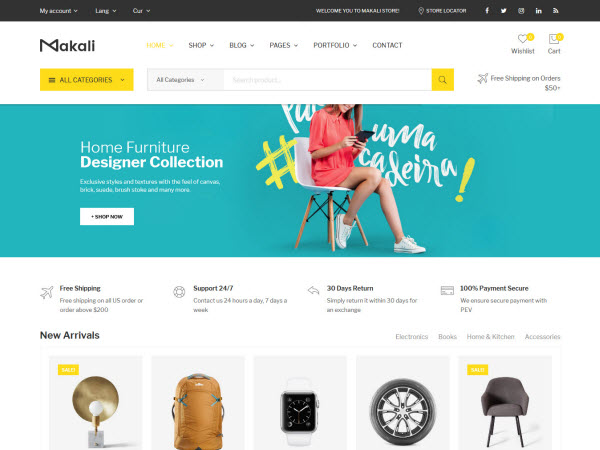 My account Lang Cur WELCOME YOU TO MAKALI STORE! STORE LOCATOR
Makali
HOME SHOP BLOG PAGES PORTFOLIO CONTACT
0 0
Wishlist Cart
ALL CATEGORIES All Categories Search product... Free Shipping on Orders
$50+
uma
#
cadeira!
Home Furniture
Designer Collection
Exclusive styles and textures with the feel of canvas,
brick, suede, brush stoke and many more.
+ SHOP NOW
Free Shipping
Free shipping on all US order or
order above $200
Support 24/7
Contact us 24 hours a day, 7 days a
week
30 Days Return
Simply return it within 30 days for
an exchange
100% Payment Secure
We ensure secure payment with
PEV
New Arrivals Electronics Books Home & Kitchen Accessories
SALE! SALE!